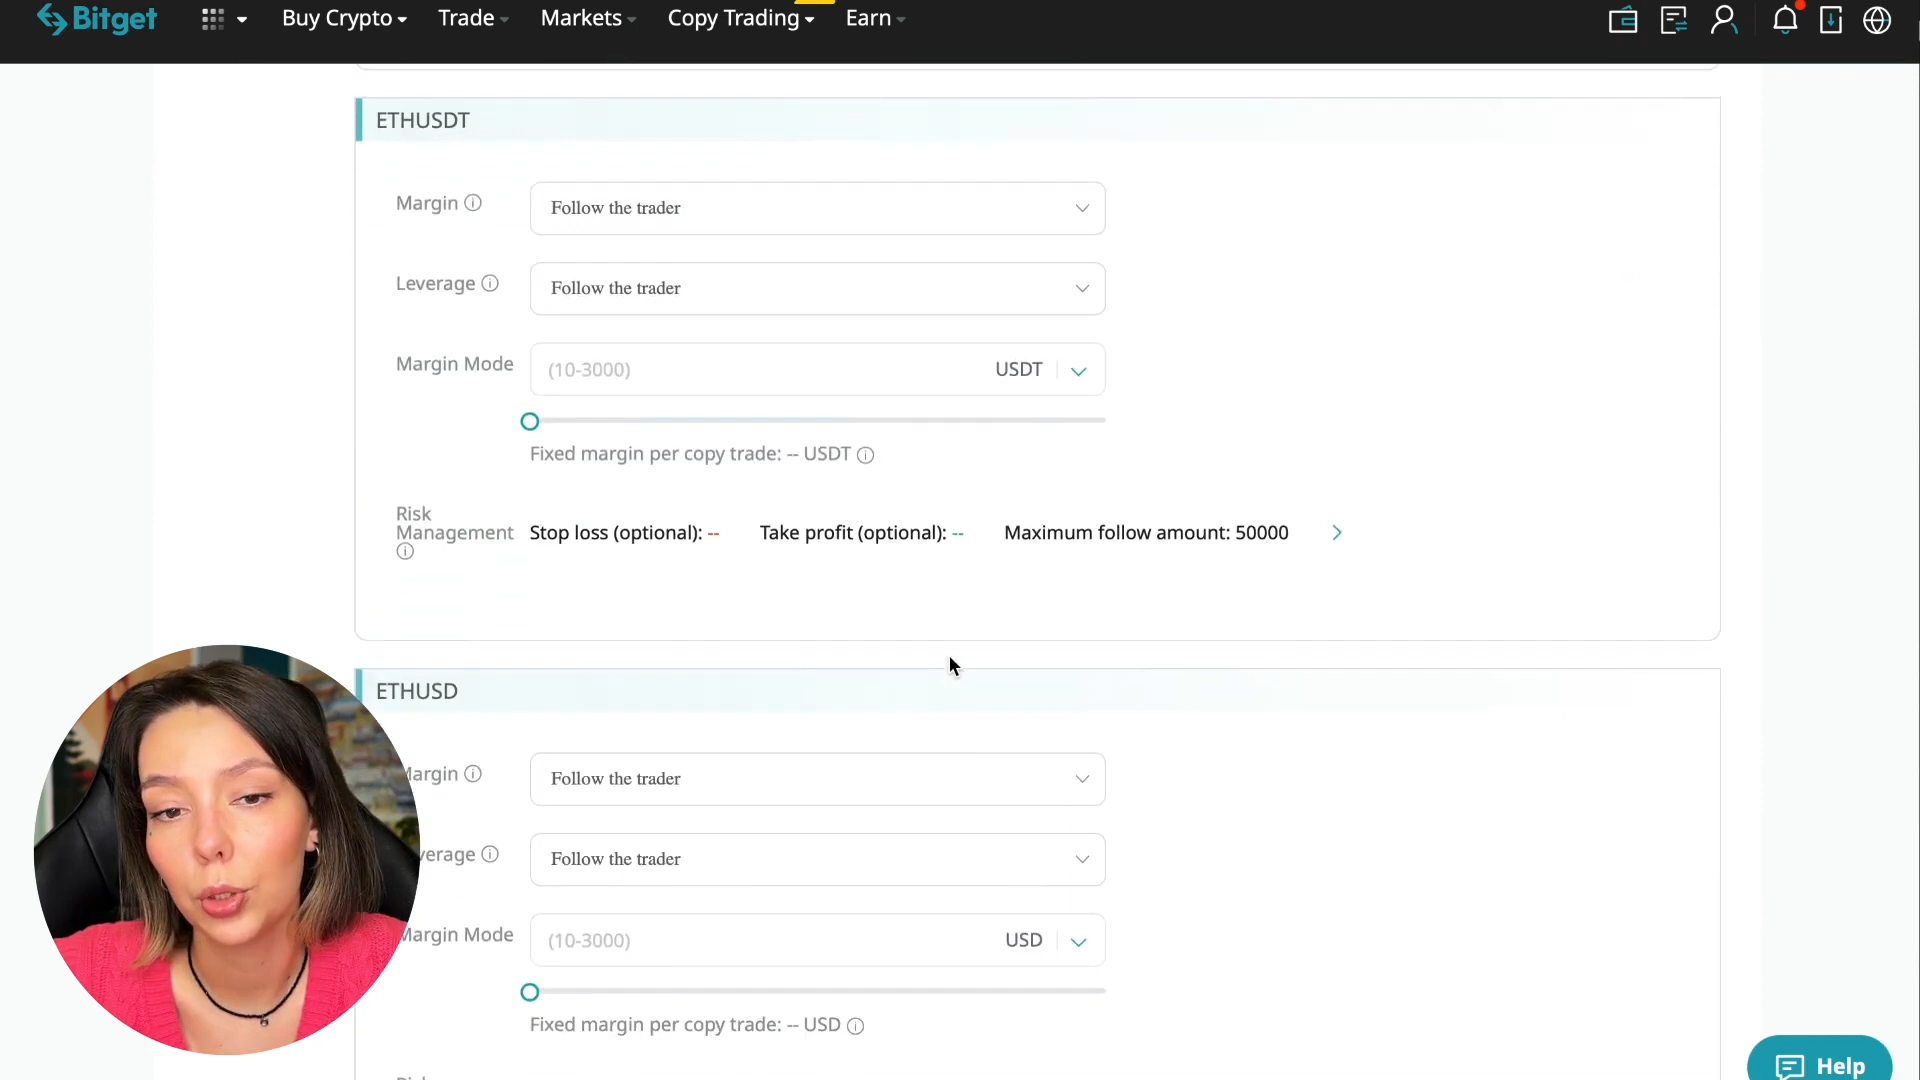 Bitget Buy Crypto Trade Markets Copy Trading Earn
ETHUSDT
Margin Follow the trader
Leverage Follow the trader
Margin Mode (10-3000) USDT
Fixed margin per copy trade: -- USDT
Risk
Management Stop loss (optional): -- Take profit (optional): -- Maximum follow amount: 50000
ETHUSD
Margin Follow the trader
verage Follow the trader
Margin Mode (10-3000) USD
Fixed margin per copy trade: -- USD
Help